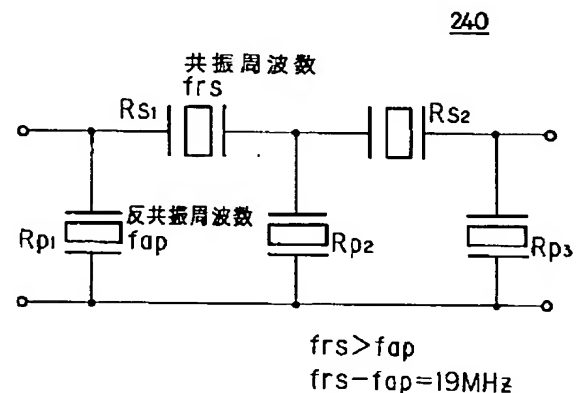 240
共振周波数
frs
Rs1
Rs2
反共振周波数
fap
Rp1
Rp2
Rp3
frs>fap
frs-fap=19MHz